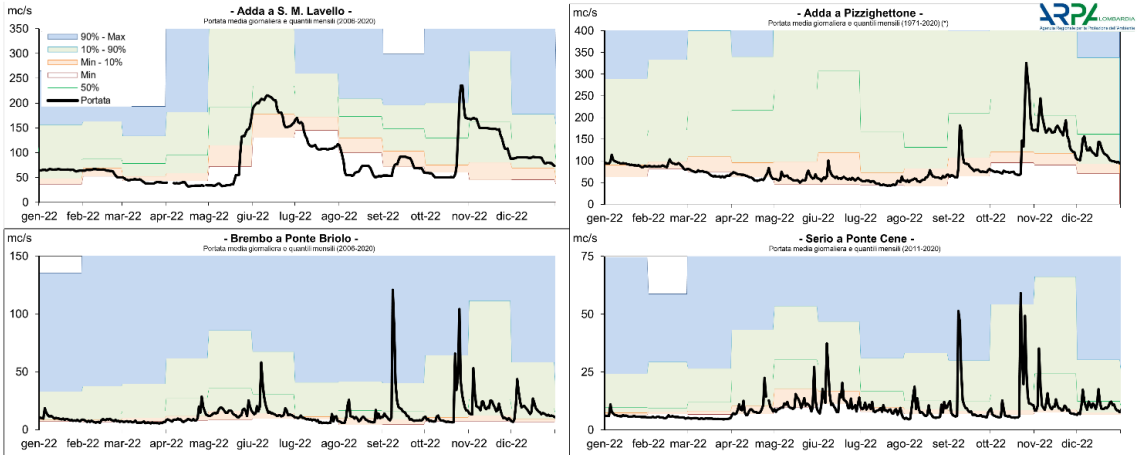 mc/s
- Adda a S. M. Lavello -
Portata media giornaliera e quantili mensili (2006-2020)
350
300
250
200
150
100
50
0
90% - Max
10% - 90%
Min - 10%
Min
50%
Portata
gen-22 feb-22 mar-22 apr-22 mag-22 giu-22 lug-22 ago-22 set-22 ott-22 nov-22 dic-22
mc/s
- Adda a Pizzighettone -
Portata media giornaliera e quantili mensili (1971-2020) (*)
ARPA LOMBARDIA
Agenzia Regionale per la Protezione dell'Ambiente
400
350
300
250
200
150
100
50
0
gen-22 feb-22 mar-22 apr-22 mag-22 giu-22 lug-22 ago-22 set-22 ott-22 nov-22 dic-22
mc/s
- Brembo a Ponte Briolo -
Portata media giornaliera e quantili mensili (2006-2020)
150
100
50
0
gen-22 feb-22 mar-22 apr-22 mag-22 giu-22 lug-22 ago-22 set-22 ott-22 nov-22 dic-22
mc/s
- Serio a Ponte Cene -
Portata media giornaliera e quantili mensili (2011-2020)
75
50
25
0
gen-22 feb-22 mar-22 apr-22 mag-22 giu-22 lug-22 ago-22 set-22 ott-22 nov-22 dic-22